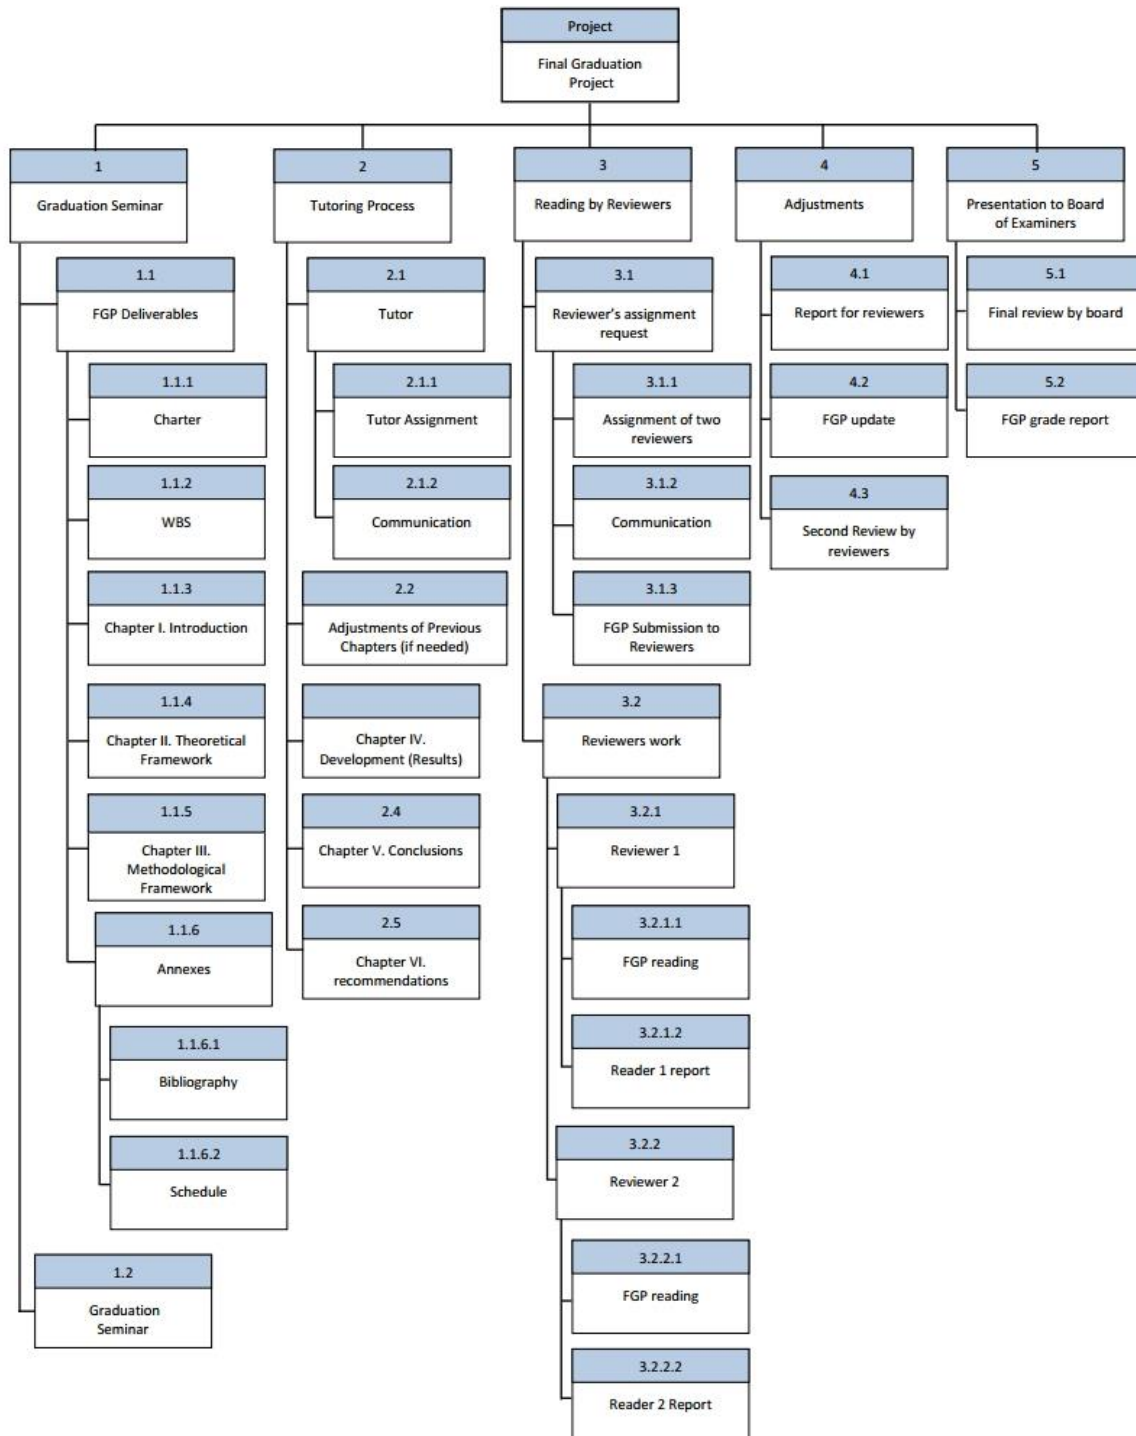 Project
Final Graduation
Project
1
Graduation Seminar
1.1
FGP Deliverables
1.1.1
Charter
1.1.2
WBS
1.1.3
Chapter I. Introduction
1.1.4
Chapter II. Theoretical
Framework
1.1.5
Chapter III.
Methodological
Framework
1.1.6
Annexes
1.1.6.1
Bibliography
1.1.6.2
Schedule
1.2
Graduation
Seminar
2
Tutoring Process
2.1
Tutor
2.1.1
Tutor Assignment
2.1.2
Communication
2.2
Adjustments of Previous
Chapters (if needed)
Chapter IV.
Development (Results)
2.4
Chapter V. Conclusions
2.5
Chapter VI.
recommendations
3
Reading by Reviewers
3.1
Reviewer's assignment
request
3.1.1
Assignment of two
reviewers
3.1.2
Communication
3.1.3
FGP Submission to
Reviewers
3.2
Reviewers work
3.2.1
Reviewer 1
3.2.1.1
FGP reading
3.2.1.2
Reader 1 report
3.2.2
Reviewer 2
3.2.2.1
FGP reading
3.2.2.2
Reader 2 Report
4
Adjustments
4.1
Report for reviewers
4.2
FGP update
4.3
Second Review by
reviewers
5
Presentation to Board
of Examiners
5.1
Final review by board
5.2
FGP grade report